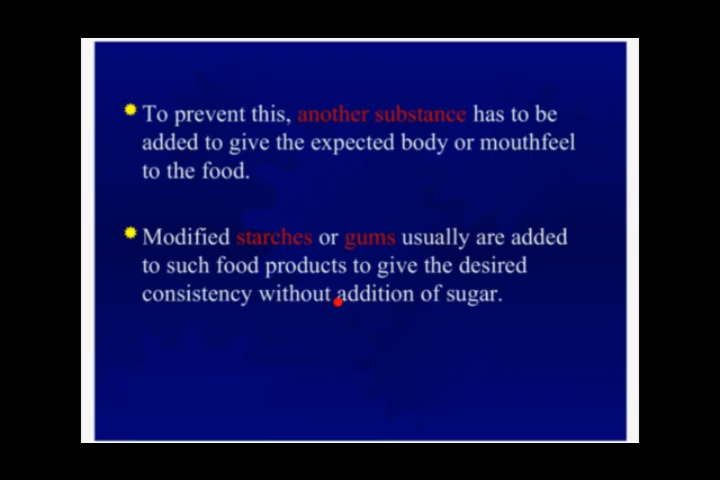 To prevent this, another substance has to be
added to give the expected body or mouthfeel
to the food.
Modified starches or gums usually are added
to such food products to give the desired
consistency without addition of sugar.